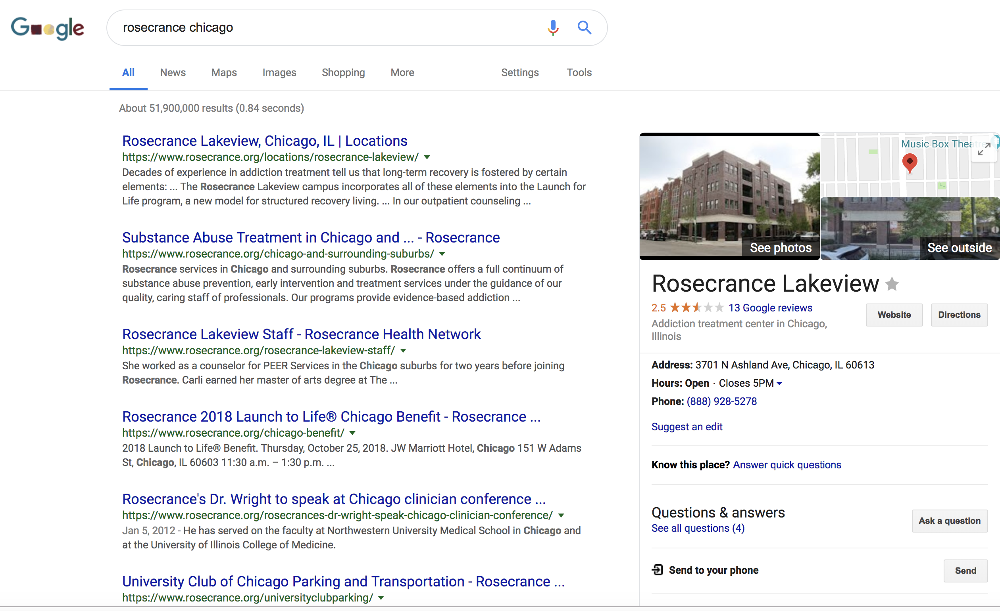 Google
rosecrance chicago
All News Maps Images Shopping More Settings Tools
About 51,900,000 results (0.84 seconds)
Rosecrance Lakeview, Chicago, IL | Locations
https://www.rosecrance.org/locations/rosecrance-lakeview/
Decades of experience in addiction treatment tell us that long-term recovery is fostered by certain
elements: ... The Rosecrance Lakeview campus incorporates all of these elements into the Launch for
Life program, a new model for structured recovery living. ... In our outpatient counseling ...
Substance Abuse Treatment in Chicago and ... - Rosecrance
https://www.rosecrance.org/chicago-and-surrounding-suburbs/
Rosecrance services in Chicago and surrounding suburbs. Rosecrance offers a full continuum of
substance abuse prevention, early intervention and treatment services under the guidance of our
quality, caring staff of professionals. Our programs provide evidence-based addiction ...
Rosecrance Lakeview Staff - Rosecrance Health Network
https://www.rosecrance.org/rosecrance-lakeview-staff/
She worked as a counselor for PEER Services in the Chicago suburbs for two years before joining
Rosecrance. Carli earned her master of arts degree at The ...
Rosecrance 2018 Launch to Life® Chicago Benefit - Rosecrance ...
https://www.rosecrance.org/chicago-benefit/
2018 Launch to Life® Benefit. Thursday, October 25, 2018. JW Marriott Hotel, Chicago 151 W Adams
St, Chicago, IL 60603 11:30 a.m. – 1:30 p.m. ...
Rosecrance's Dr. Wright to speak at Chicago clinician conference ...
https://www.rosecrance.org/rosecrances-dr-wright-speak-chicago-clinician-conference/
Jan 5, 2012 - He has served on the faculty at Northwestern University Medical School in Chicago and
at the University of Illinois College of Medicine.
University Club of Chicago Parking and Transportation - Rosecrance ...
https://www.rosecrance.org/universityclubparking/
Music Box Theatre
See photos
See outside
Rosecrance Lakeview
2.5 13 Google reviews
Addiction treatment center in Chicago,
Illinois
Website Directions
Address: 3701 N Ashland Ave, Chicago, IL 60613
Hours: Open · Closes 5PM
Phone: (888) 928-5278
Suggest an edit
Know this place? Answer quick questions
Questions & answers
See all questions (4)
Ask a question
Send to your phone
Send